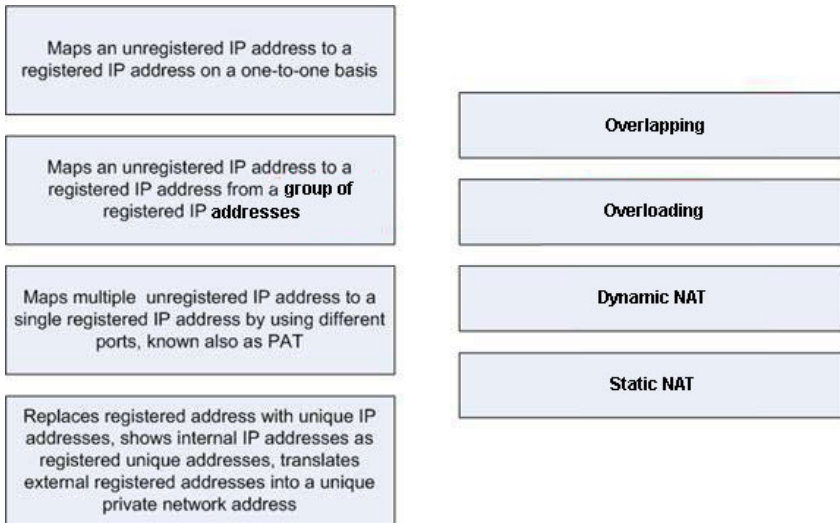 Maps an unregistered IP address to a
registered IP address on a one-to-one basis
Maps an unregistered IP address to a
registered IP address from a group of
registered IP addresses
Maps multiple unregistered IP address to a
single registered IP address by using different
ports, known also as PAT
Replaces registered address with unique IP
addresses, shows internal IP addresses as
registered unique addresses, translates
external registered addresses into a unique
private network address
Overlapping
Overloading
Dynamic NAT
Static NAT